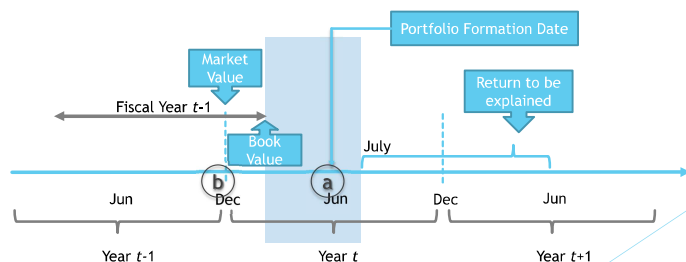 Portfolio Formation Date
Market
Value
Return to be
explained
Fiscal Year t-1
Book
Value
July
b
a
Jun
Dec
Jun
Dec
Jun
Year t-1
Year t
Year t+1